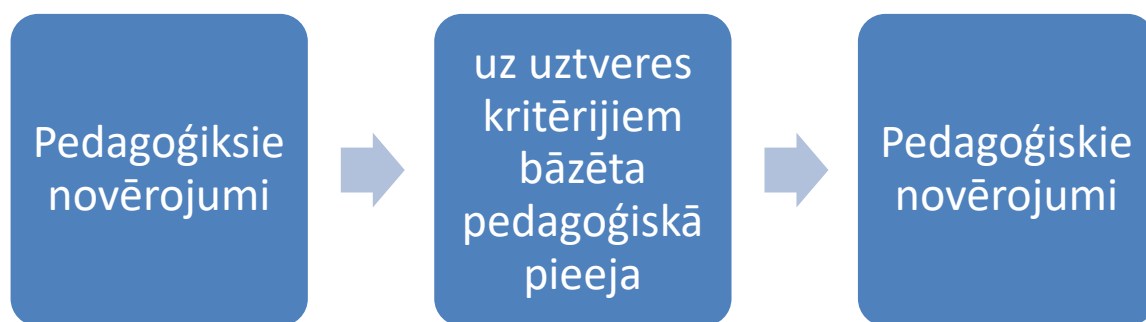 Pedagoģiksie
novērojumi
uz uztveres
kritērijiem
bāzēta
pedagoģiskā
pieeja
Pedagoģiskie
novērojumi